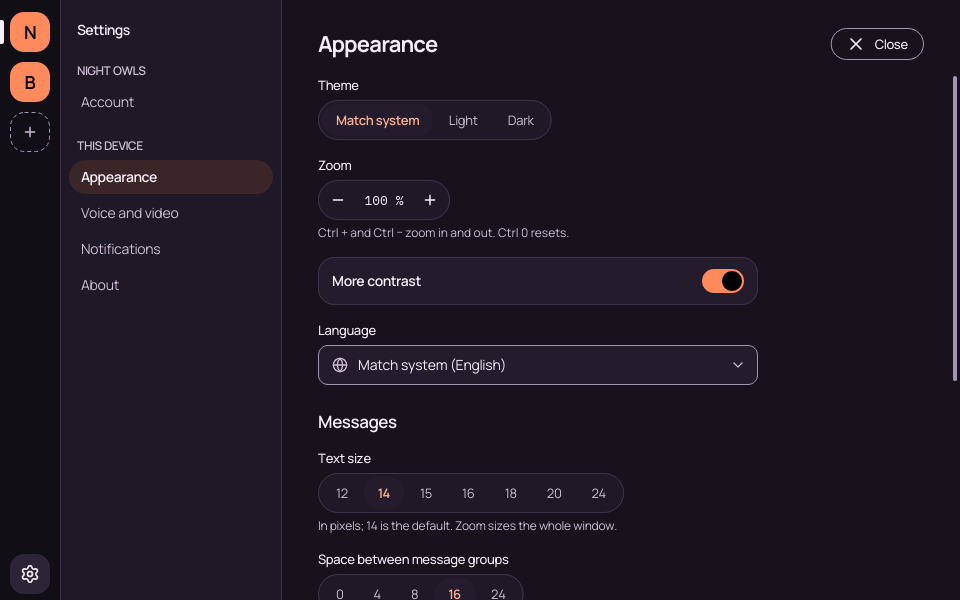 N
B
Settings
NIGHT OWLS
Account
THIS DEVICE
Appearance
Voice and video
Notifications
About
Appearance
Close
Theme
Match system Light Dark
Zoom
− 100 % +
Ctrl + and Ctrl − zoom in and out. Ctrl 0 resets.
More contrast
Language
Match system (English)
Messages
Text size
12 14 15 16 18 20 24
In pixels; 14 is the default. Zoom sizes the whole window.
Space between message groups
0 4 8 16 24